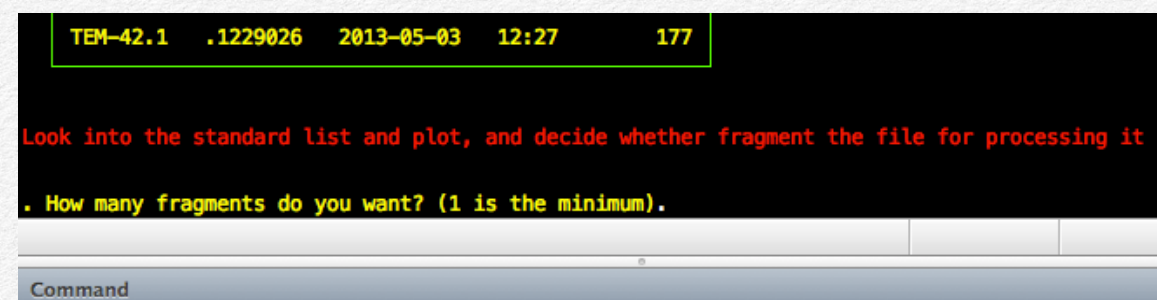 TEM-42.1 .1229026 2013-05-03 12:27 177
Look into the standard list and plot, and decide whether fragment the file for processing it
. How many fragments do you want? (1 is the minimum).
Command